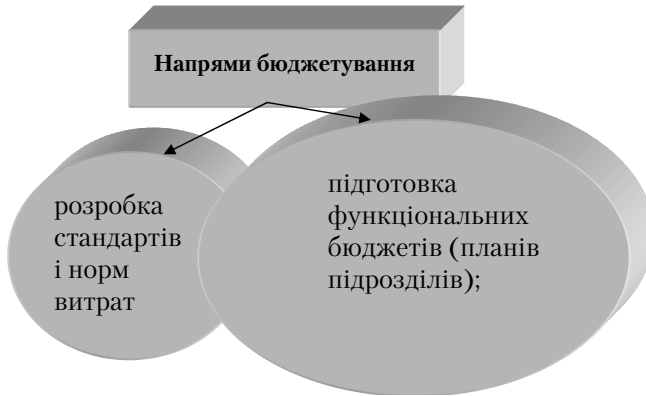 Напрями бюджетування
розробка
стандартів
і норм
витрат
підготовка
функціональних
бюджетів (планів
підрозділів);